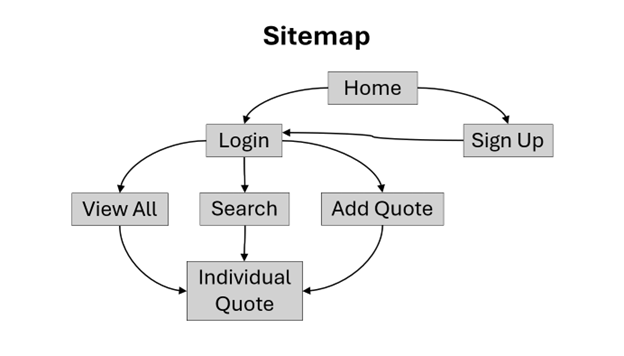 Sitemap
Home
Login
Sign Up
View All
Search
Add Quote
Individual
Quote